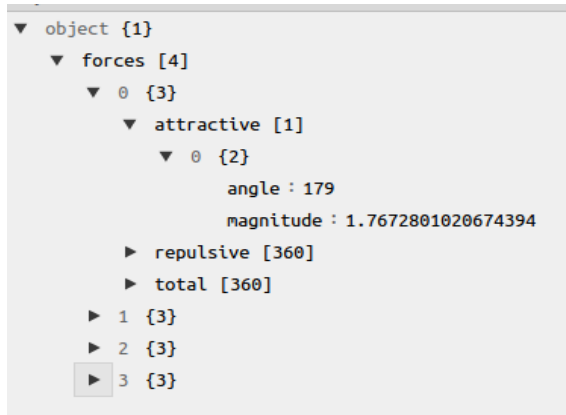 object {1}
forces [4]
0 {3}
attractive [1]
0 {2}
angle : 179
magnitude : 1.7672801020674394
repulsive [360]
total [360]
1 {3}
2 {3}
3 {3}